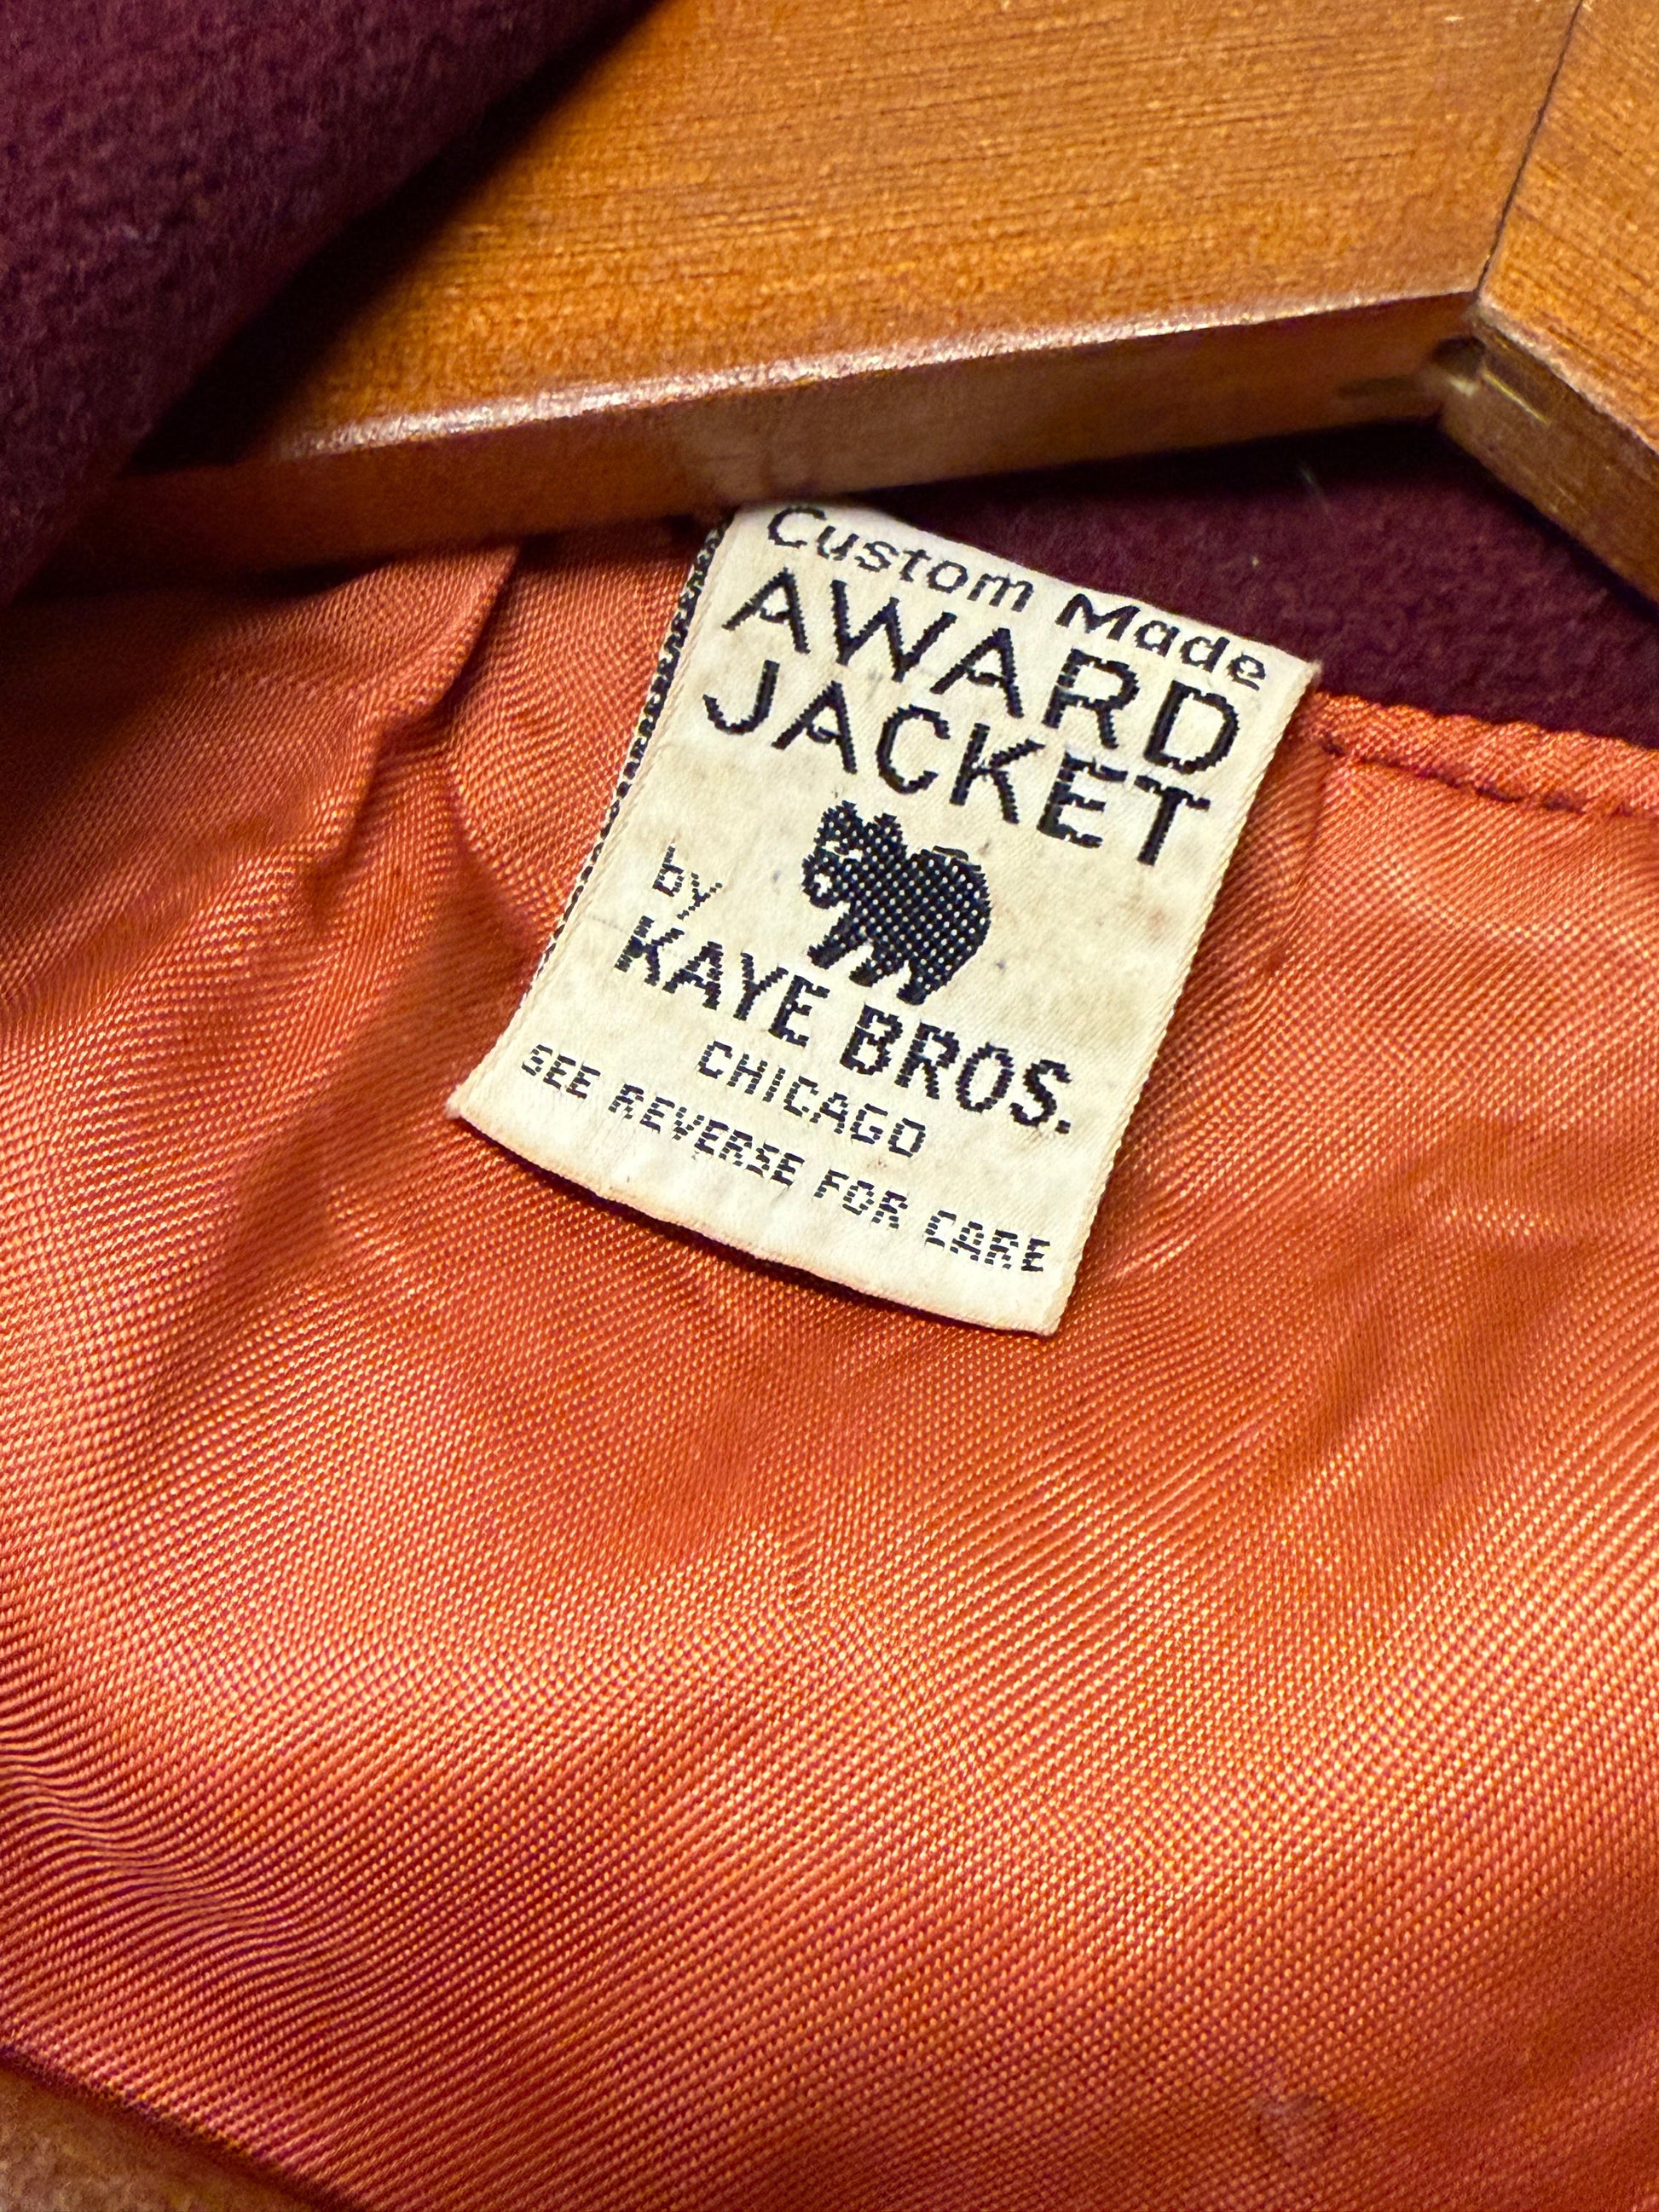 Custom Made
AWARD
JACKET
by
KAYE BROS.
CHICAGO
SEE REVERSE FOR CARE